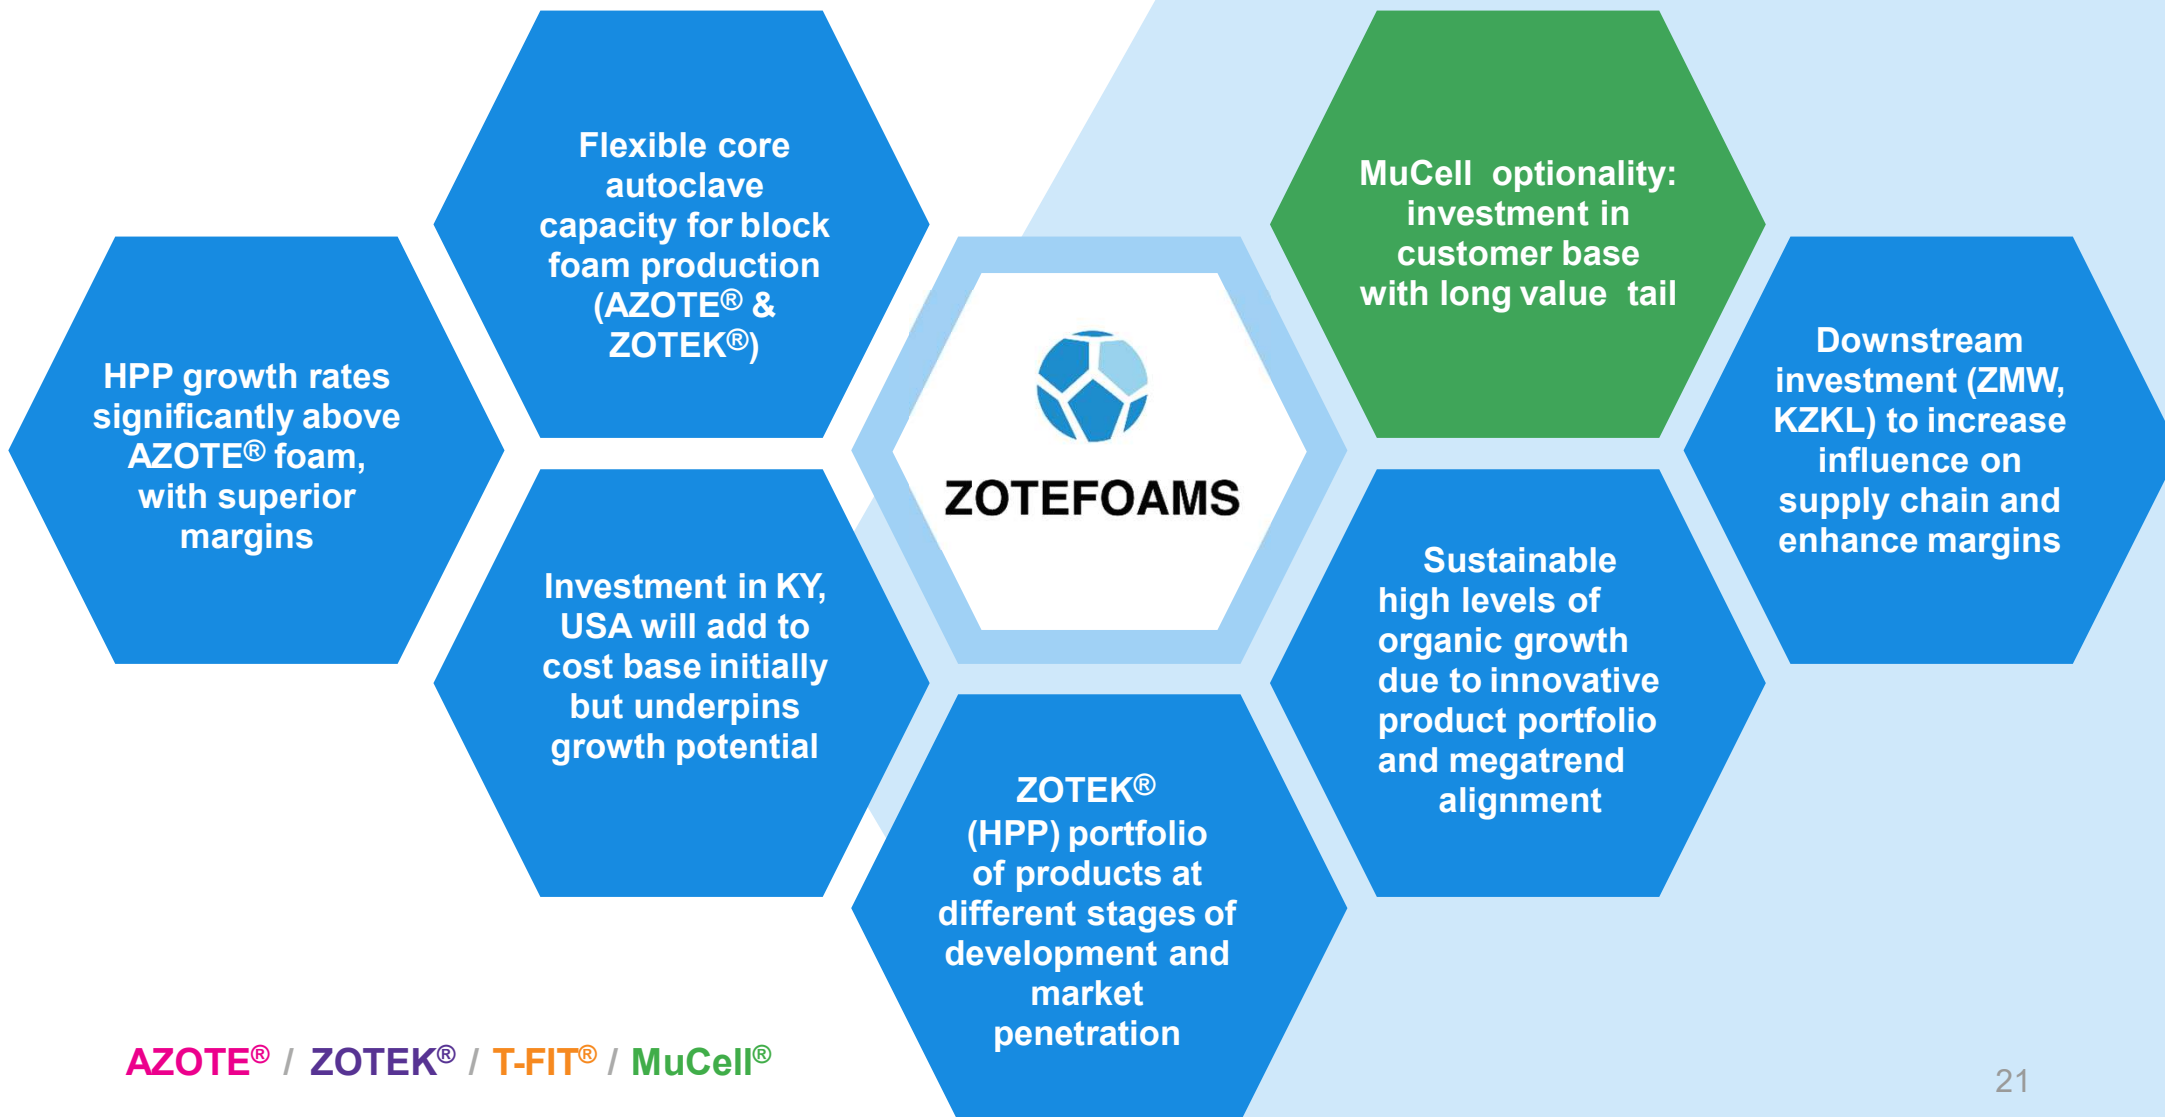 HPP growth rates
significantly above
AZOTE® foam,
with superior
margins
Flexible core
autoclave
capacity for block
foam production
(AZOTE® &
ZOTEK®)
Investment in KY,
USA will add to
cost base initially
but underpins
growth potential
ZOTEFOAMS
ZOTEK®
(HPP) portfolio
of products at
different stages of
development and
market
penetration
MuCell optionality:
investment in
customer base
with long value tail
Sustainable
high levels of
organic growth
due to innovative
product portfolio
and megatrend
alignment
Downstream
investment (ZMW,
KZKL) to increase
influence on
supply chain and
enhance margins
AZOTE® / ZOTEK® / T-FIT® / MuCell®
21